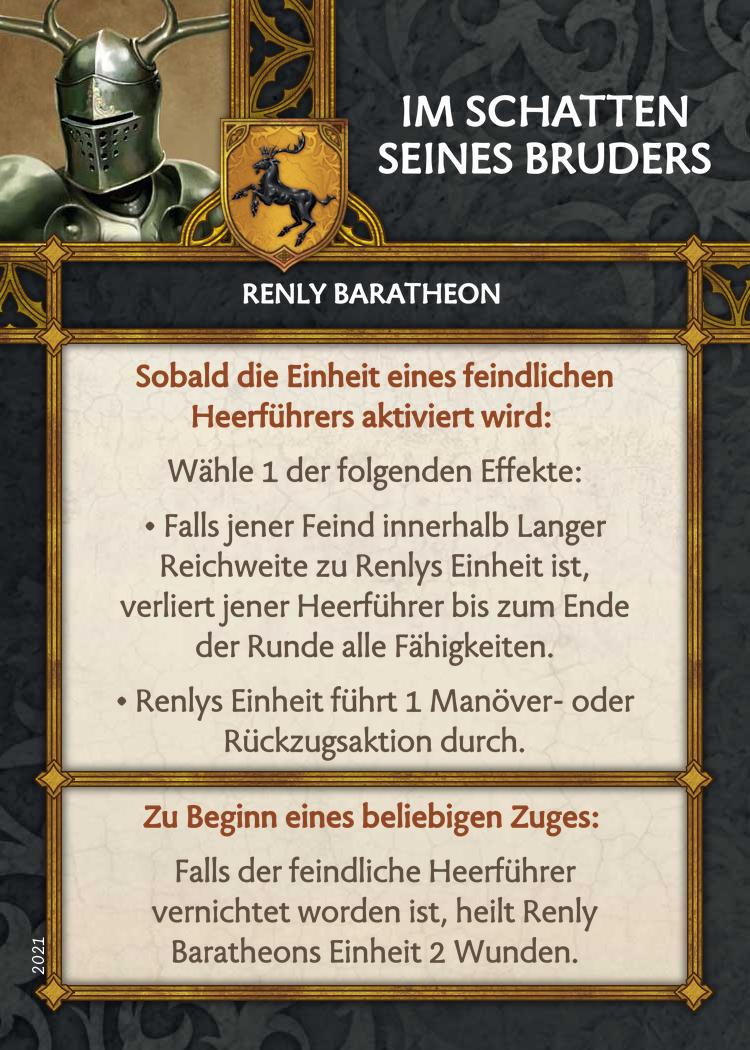 IM SCHATTEN
SEINES BRUDERS
RENLY BARATHEON
Sobald die Einheit eines feindlichen
Heerführers aktiviert wird:
Wähle 1 der folgenden Effekte:
• Falls jener Feind innerhalb Langer
Reichweite zu Renlys Einheit ist,
verliert jener Heerführer bis zum Ende
der Runde alle Fähigkeiten.
• Renlys Einheit führt 1 Manöver- oder
Rückzugsaktion durch.
Zu Beginn eines beliebigen Zuges:
Falls der feindliche Heerführer
vernichtet worden ist, heilt Renly
Baratheons Einheit 2 Wunden.
2021